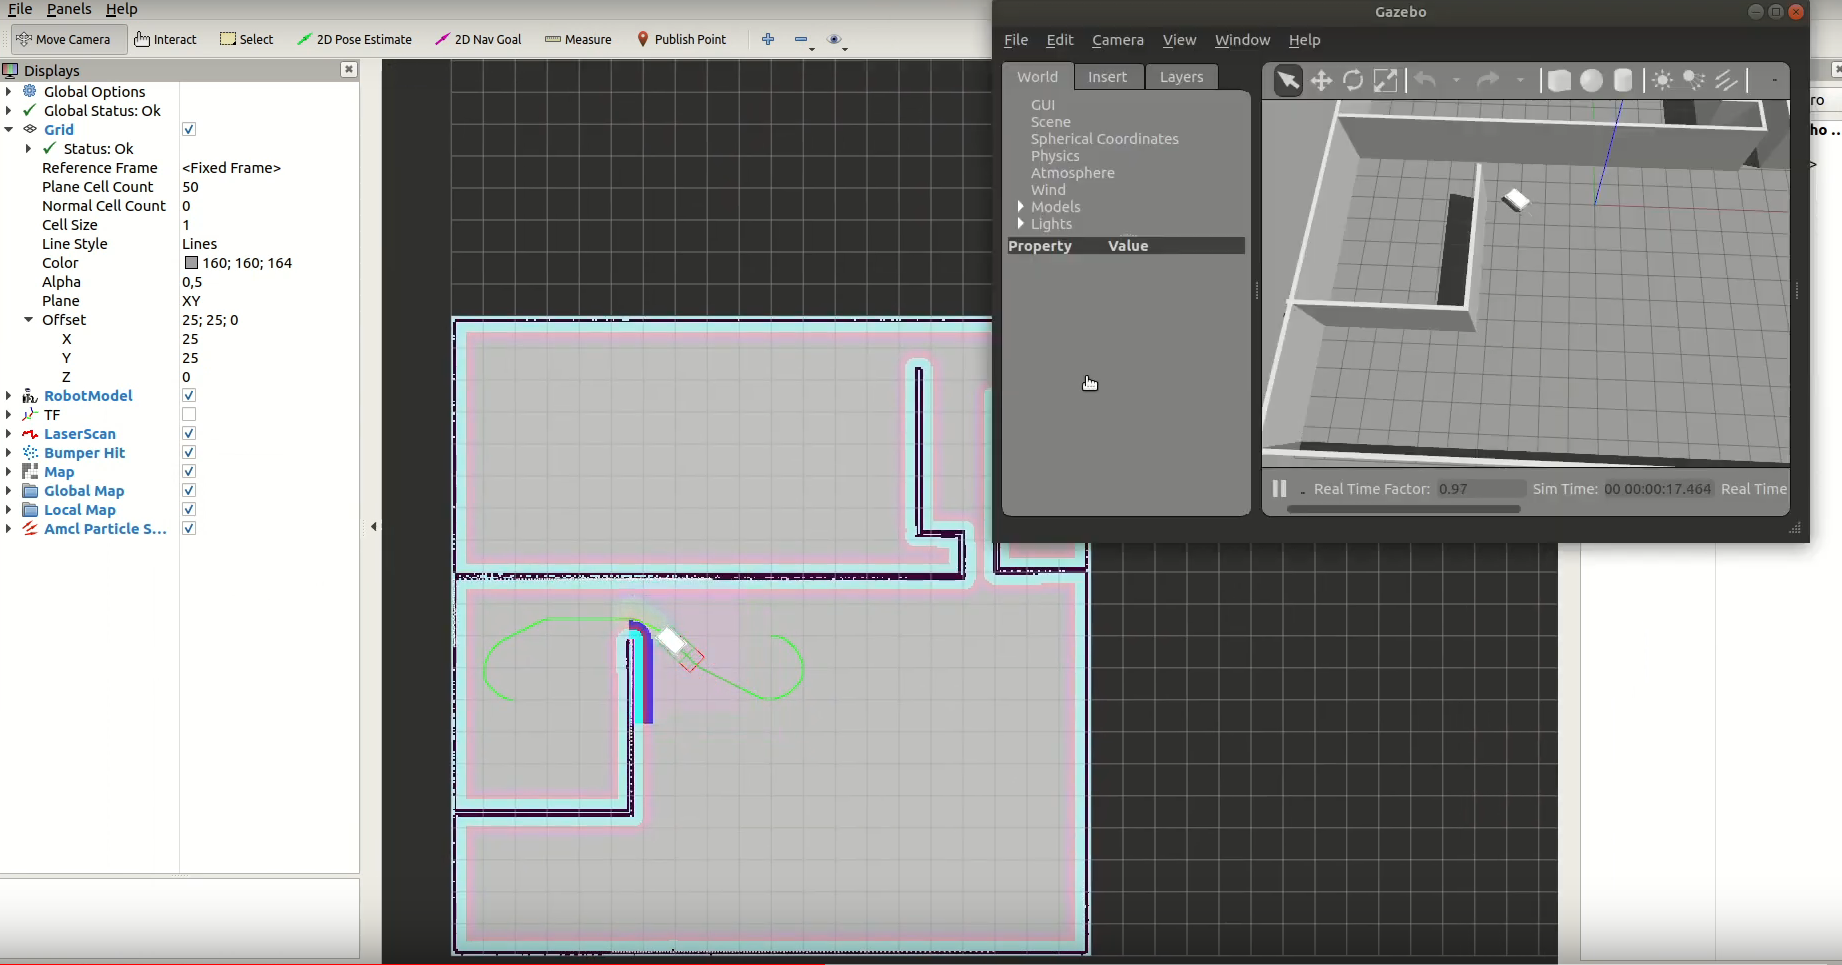 File Panels Help
Move Camera Interact Select 2D Pose Estimate 2D Nav Goal Measure Publish Point
Displays
Global Options
Global Status: Ok
Grid
Status: Ok
Reference Frame <Fixed Frame>
Plane Cell Count 50
Normal Cell Count 0
Cell Size 1
Line Style Lines
Color 160; 160; 164
Alpha 0,5
Plane XY
Offset 25; 25; 0
X 25
Y 25
Z 0
RobotModel
TF
LaserScan
Bumper Hit
Map
Global Map
Local Map
Amcl Particle S...
Gazebo
File Edit Camera View Window Help
World Insert Layers
GUI
Scene
Spherical Coordinates
Physics
Atmosphere
Wind
Models
Lights
Property Value
Real Time Factor: 0.97 Sim Time: 00 00:00:17.464 Real Time
ro
ho ...
>